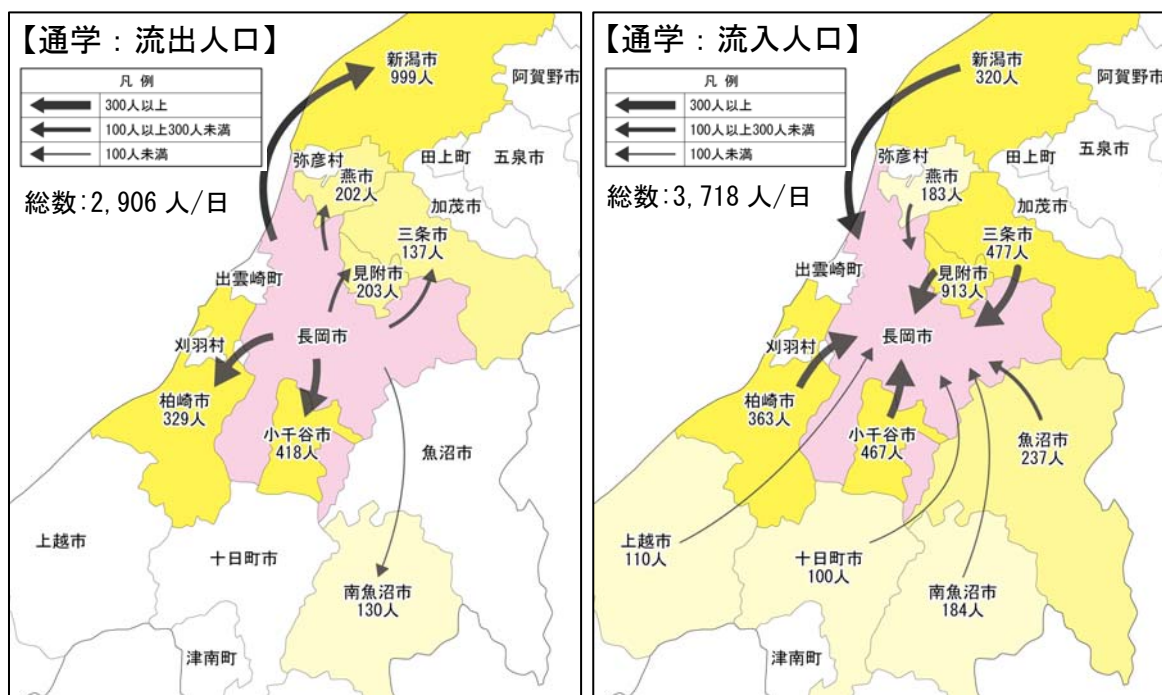 【通学：流出人口】
凡 例
300人以上
100人以上300人未満
100人未満
総数:2,906 人/日
新潟市
999人
阿賀野市
弥彦村
田上町
五泉市
燕市
202人
加茂市
三条市
137人
出雲崎町
見附市
203人
長岡市
刈羽村
柏崎市
329人
小千谷市
418人
魚沼市
上越市
十日町市
南魚沼市
130人
津南町
【通学：流入人口】
凡 例
300人以上
100人以上300人未満
100人未満
総数:3,718 人/日
新潟市
320人
阿賀野市
弥彦村
田上町
五泉市
燕市
183人
加茂市
三条市
477人
出雲崎町
見附市
913人
長岡市
刈羽村
柏崎市
363人
小千谷市
467人
魚沼市
237人
上越市
110人
十日町市
100人
南魚沼市
184人
津南町